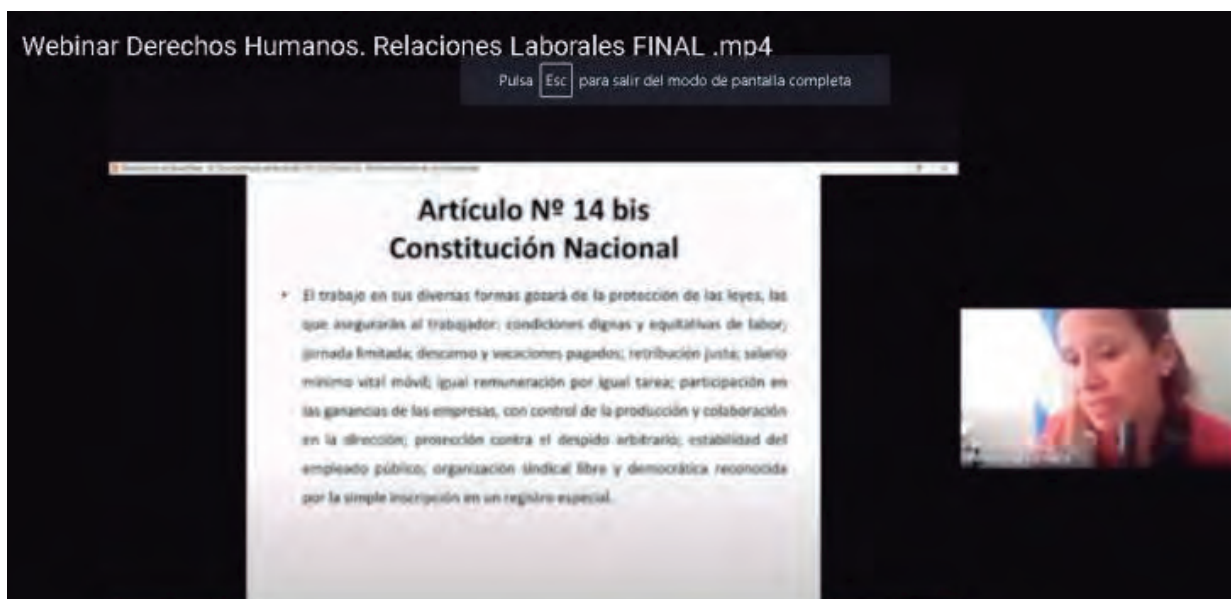 Webinar Derechos Humanos. Relaciones Laborales FINAL .mp4
Pulsa Esc para salir del modo de pantalla completa
Artículo Nº 14 bis
Constitución Nacional
• El trabajo en sus diversas formas gozará de la protección de las leyes, las
que asegurarán al trabajador: condiciones dignas y equitativas de labor;
jornada limitada; descanso y vacaciones pagados; retribución justa; salario
mínimo vital móvil; igual remuneración por igual tarea; participación en
las ganancias de las empresas, con control de la producción y colaboración
en la dirección; protección contra el despido arbitrario; estabilidad del
empleado público; organización sindical libre y democrática reconocida
por la simple inscripción en un registro especial.